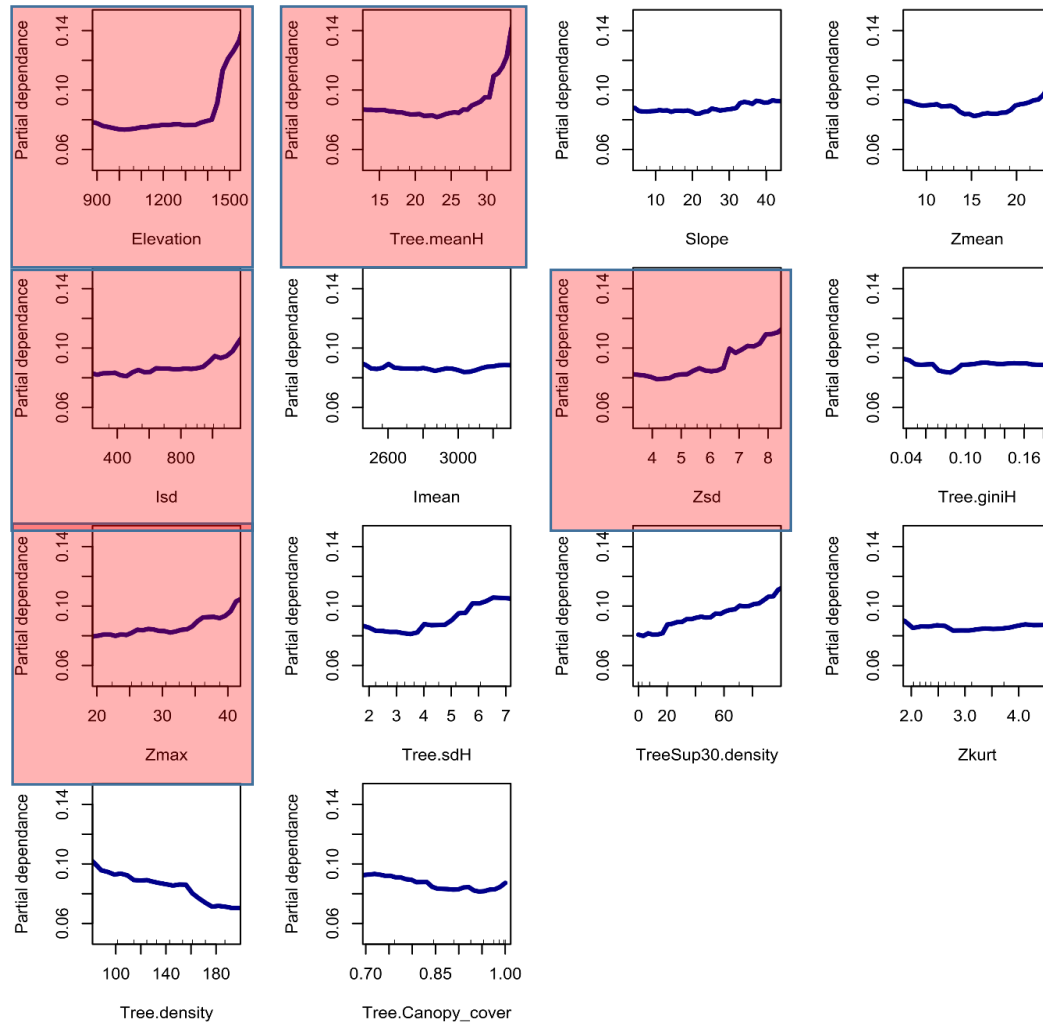 Partial dependance
0.06 0.10 0.14
900 1200 1500
Elevation
Partial dependance
0.06 0.10 0.14
15 20 25 30
Tree.meanH
Partial dependance
0.06 0.10 0.14
10 20 30 40
Slope
Partial dependance
0.06 0.10 0.14
10 15 20
Zmean
Partial dependance
0.06 0.10 0.14
400 800
Isd
Partial dependance
0.06 0.10 0.14
2600 3000
Imean
Partial dependance
0.06 0.10 0.14
4 5 6 7 8
Zsd
Partial dependance
0.06 0.10 0.14
0.04 0.10 0.16
Tree.giniH
Partial dependance
0.06 0.10 0.14
20 30 40
Zmax
Partial dependance
0.06 0.10 0.14
2 3 4 5 6 7
Tree.sdH
Partial dependance
0.06 0.10 0.14
0 20 60
TreeSup30.density
Partial dependance
0.06 0.10 0.14
2.0 3.0 4.0
Zkurt
Partial dependance
0.06 0.10 0.14
100 140 180
Tree.density
Partial dependance
0.06 0.10 0.14
0.70 0.85 1.00
Tree.Canopy_cover